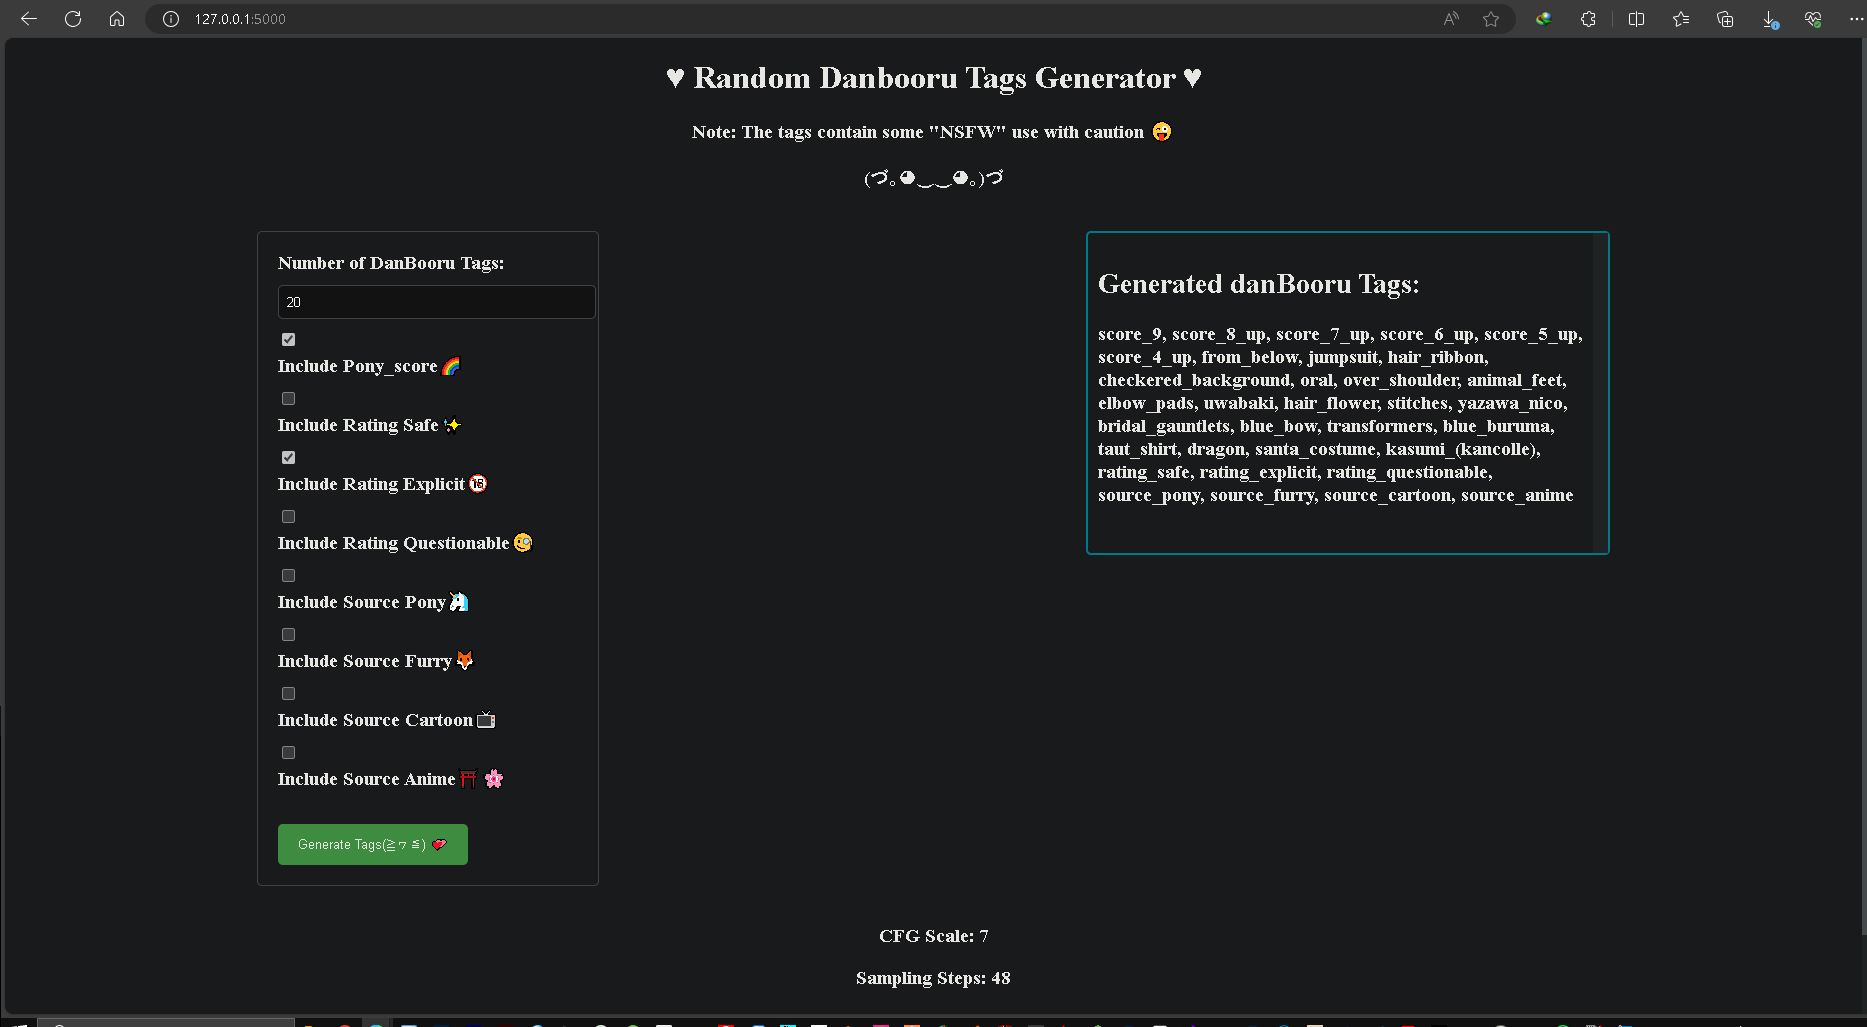 127.0.0.1:5000
♥ Random Danbooru Tags Generator ♥
Note: The tags contain some "NSFW" use with caution 😜
(づ｡◕‿‿◕｡)づ
Number of DanBooru Tags:
20
Include Pony_score 🌈
Include Rating Safe ✨
Include Rating Explicit 🔞
Include Rating Questionable 🧐
Include Source Pony 🦄
Include Source Furry 🦊
Include Source Cartoon 📺
Include Source Anime ⛩️ 🌸
Generate Tags(≧▽≦) 💕
Generated danBooru Tags:
score_9, score_8_up, score_7_up, score_6_up, score_5_up,
score_4_up, from_below, jumpsuit, hair_ribbon,
checkered_background, oral, over_shoulder, animal_feet,
elbow_pads, uwabaki, hair_flower, stitches, yazawa_nico,
bridal_gauntlets, blue_bow, transformers, blue_buruma,
taut_shirt, dragon, santa_costume, kasumi_(kancolle),
rating_safe, rating_explicit, rating_questionable,
source_pony, source_furry, source_cartoon, source_anime
CFG Scale: 7
Sampling Steps: 48